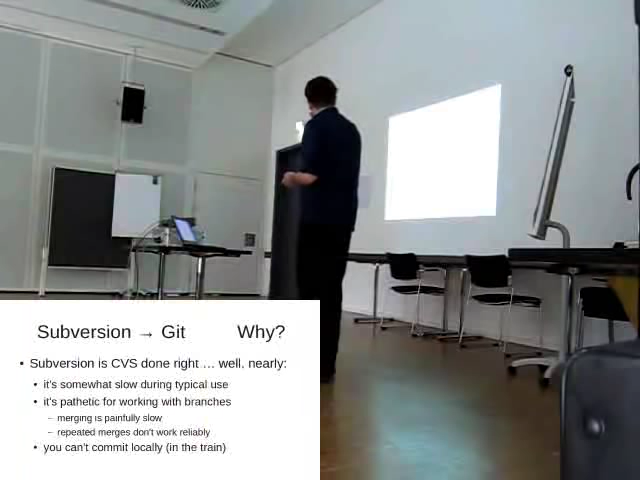 Subversion → Git Why?
• Subversion is CVS done right … well, nearly:
• it's somewhat slow during typical use
• it's pathetic for working with branches
– merging is painfully slow
– repeated merges don't work reliably
• you can't commit locally (in the train)